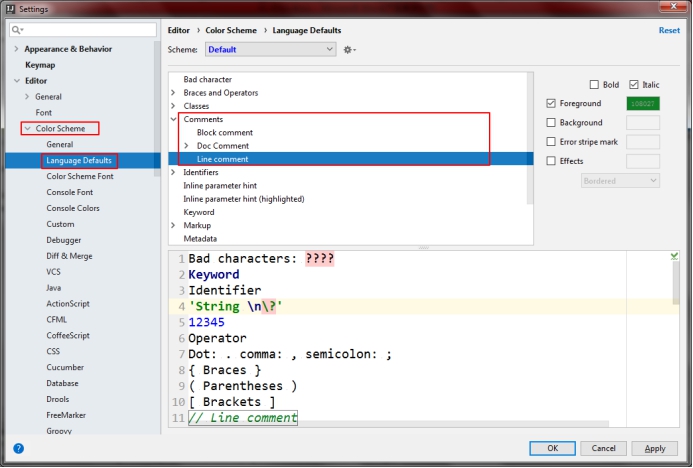 Settings
Appearance & Behavior
Keymap
Editor
General
Font
Color Scheme
General
Language Defaults
Color Scheme Font
Console Font
Console Colors
Custom
Debugger
Diff & Merge
VCS
Java
ActionScript
CFML
CoffeeScript
CSS
Cucumber
Database
Drools
FreeMarker
Groovy
Editor › Color Scheme › Language Defaults
Reset
Scheme: Default
Bad character
Braces and Operators
Classes
Comments
Block comment
Doc Comment
Line comment
Identifiers
Inline parameter hint
Inline parameter hint (highlighted)
Keyword
Markup
Metadata
Bold Italic
Foreground
Background
Error stripe mark
Effects
Bordered
1 Bad characters: ????
2 Keyword
3 Identifier
4 'String \n\?'
5 12345
6 Operator
7 Dot: . comma: , semicolon: ;
8 { Braces }
9 ( Parentheses )
10 [ Brackets ]
11 // Line comment
? OK Cancel Apply